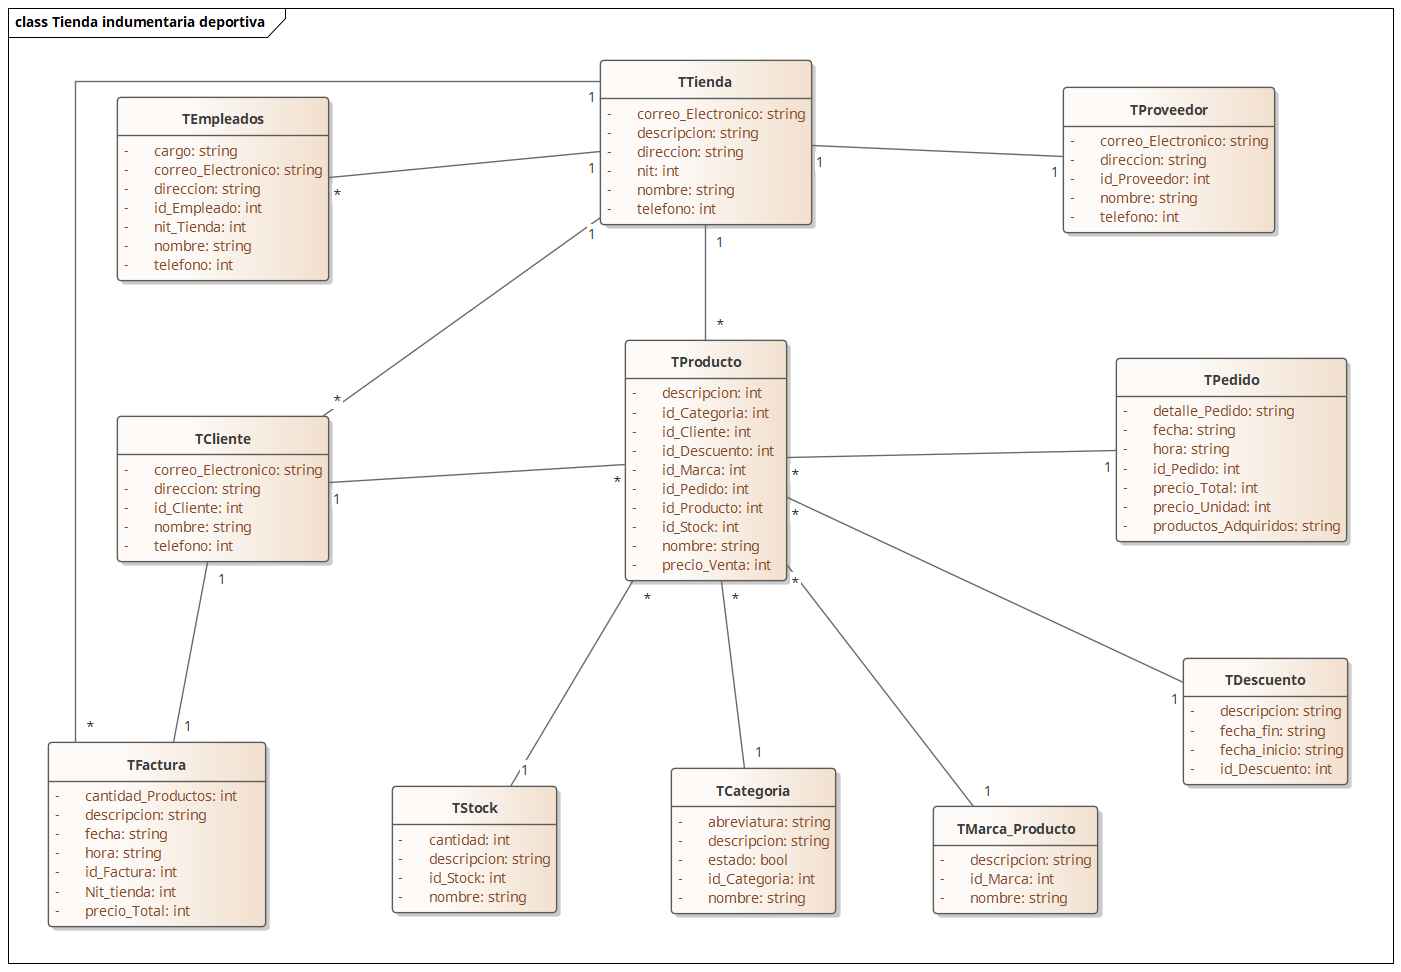 class Tienda indumentaria deportiva
TTienda
- correo_Electronico: string
- descripcion: string
- direccion: string
- nit: int
- nombre: string
- telefono: int
1
1
1
1
1
TProveedor
- correo_Electronico: string
- direccion: string
- id_Proveedor: int
- nombre: string
- telefono: int
1
TEmpleados
- cargo: string
- correo_Electronico: string
- direccion: string
- id_Empleado: int
- nit_Tienda: int
- nombre: string
- telefono: int
*
TProducto
- descripcion: int
- id_Categoria: int
- id_Cliente: int
- id_Descuento: int
- id_Marca: int
- id_Pedido: int
- id_Producto: int
- id_Stock: int
- nombre: string
- precio_Venta: int
*
*
*
*
*
*
*
TPedido
- detalle_Pedido: string
- fecha: string
- hora: string
- id_Pedido: int
- precio_Total: int
- precio_Unidad: int
- productos_Adquiridos: string
1
TCliente
- correo_Electronico: string
- direccion: string
- id_Cliente: int
- nombre: string
- telefono: int
*
1
1
TDescuento
- descripcion: string
- fecha_fin: string
- fecha_inicio: string
- id_Descuento: int
1
TFactura
- cantidad_Productos: int
- descripcion: string
- fecha: string
- hora: string
- id_Factura: int
- Nit_tienda: int
- precio_Total: int
*
1
TStock
- cantidad: int
- descripcion: string
- id_Stock: int
- nombre: string
1
TCategoria
- abreviatura: string
- descripcion: string
- estado: bool
- id_Categoria: int
- nombre: string
1
TMarca_Producto
- descripcion: string
- id_Marca: int
- nombre: string
1